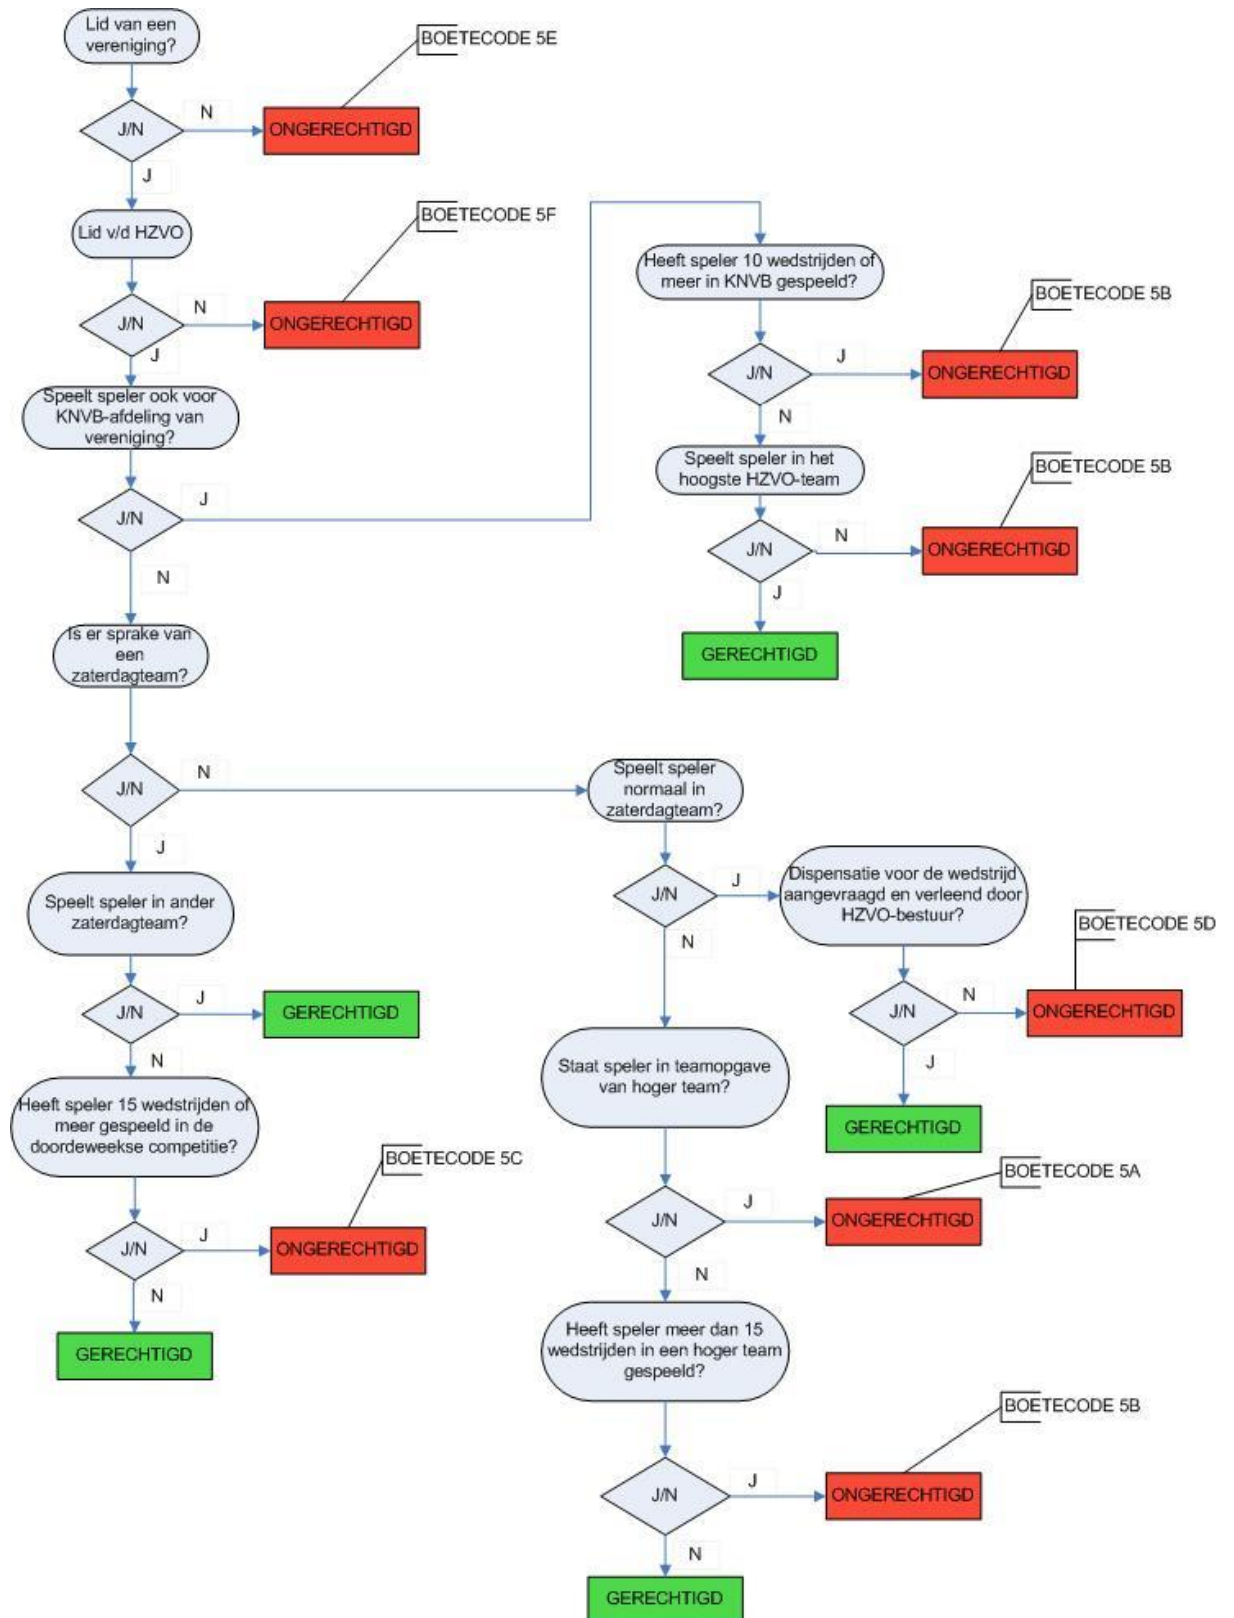 Lid van een
vereniging?
BOETECODE 5E
N
J/N
ONGERECHTIGD
J
Lid v/d HZVO
BOETECODE 5F
N
J/N
ONGERECHTIGD
J
Speelt speler ook voor
KNVB-afdeling van
vereniging?
J
J/N
N
Heeft speler 10 wedstrijden of
meer in KNVB gespeeld?
BOETECODE 5B
J
J/N
ONGERECHTIGD
N
Speelt speler in het
hoogste HZVO-team
BOETECODE 5B
N
J/N
ONGERECHTIGD
J
GERECHTIGD
Is er sprake van
een
zaterdagteam?
N
J/N
J
Speelt speler in ander
zaterdagteam?
J
J/N
GERECHTIGD
N
Heeft speler 15 wedstrijden of
meer gespeeld in de
doordeweekse competitie?
BOETECODE 5C
J
J/N
ONGERECHTIGD
N
GERECHTIGD
Speelt speler
normaal in
zaterdagteam?
J
J/N
N
Dispensatie voor de wedstrijd
aangevraagd en verleend door
HZVO-bestuur?
BOETECODE 5D
N
J/N
ONGERECHTIGD
J
GERECHTIGD
Staat speler in teamopgave
van hoger team?
BOETECODE 5A
J
J/N
ONGERECHTIGD
N
Heeft speler meer dan 15
wedstrijden in een hoger team
gespeeld?
BOETECODE 5B
J
J/N
ONGERECHTIGD
N
GERECHTIGD